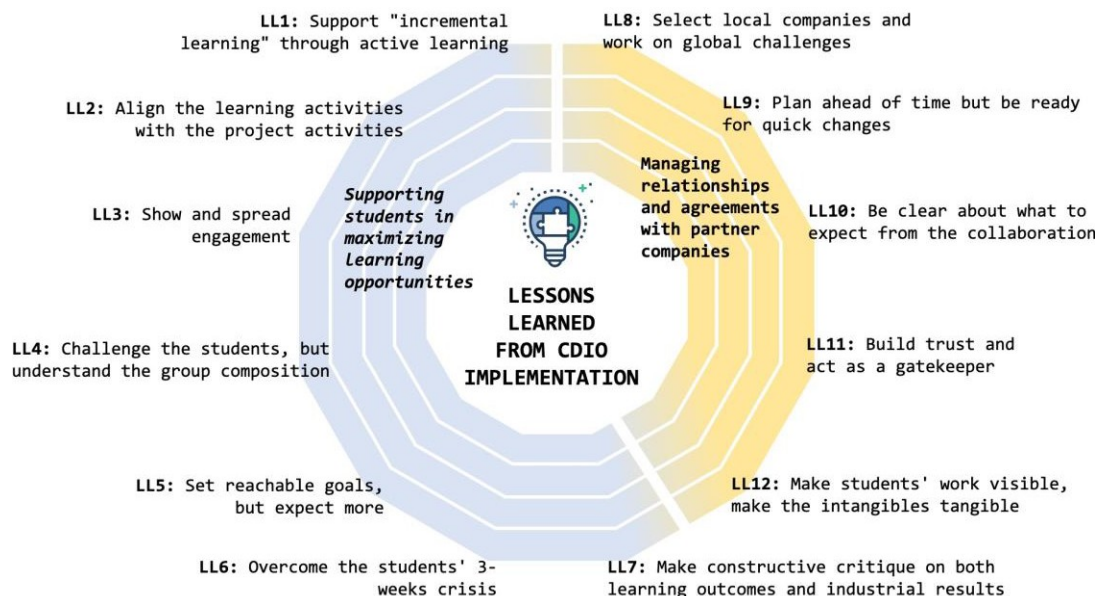 LL1: Support "incremental
learning" through active learning
LL2: Align the learning activities
with the project activities
LL3: Show and spread
engagement
LL4: Challenge the students, but
understand the group composition
LL5: Set reachable goals,
but expect more
LL6: Overcome the students' 3-
weeks crisis
LL7: Make constructive critique on both
learning outcomes and industrial results
LL8: Select local companies and
work on global challenges
LL9: Plan ahead of time but be ready
for quick changes
LL10: Be clear about what to
expect from the collaboration
LL11: Build trust and
act as a gatekeeper
LL12: Make students' work visible,
make the intangibles tangible
Supporting
students in
maximizing
learning
opportunities
Managing
relationships
and agreements
with partner
companies
LESSONS
LEARNED
FROM CDIO
IMPLEMENTATION